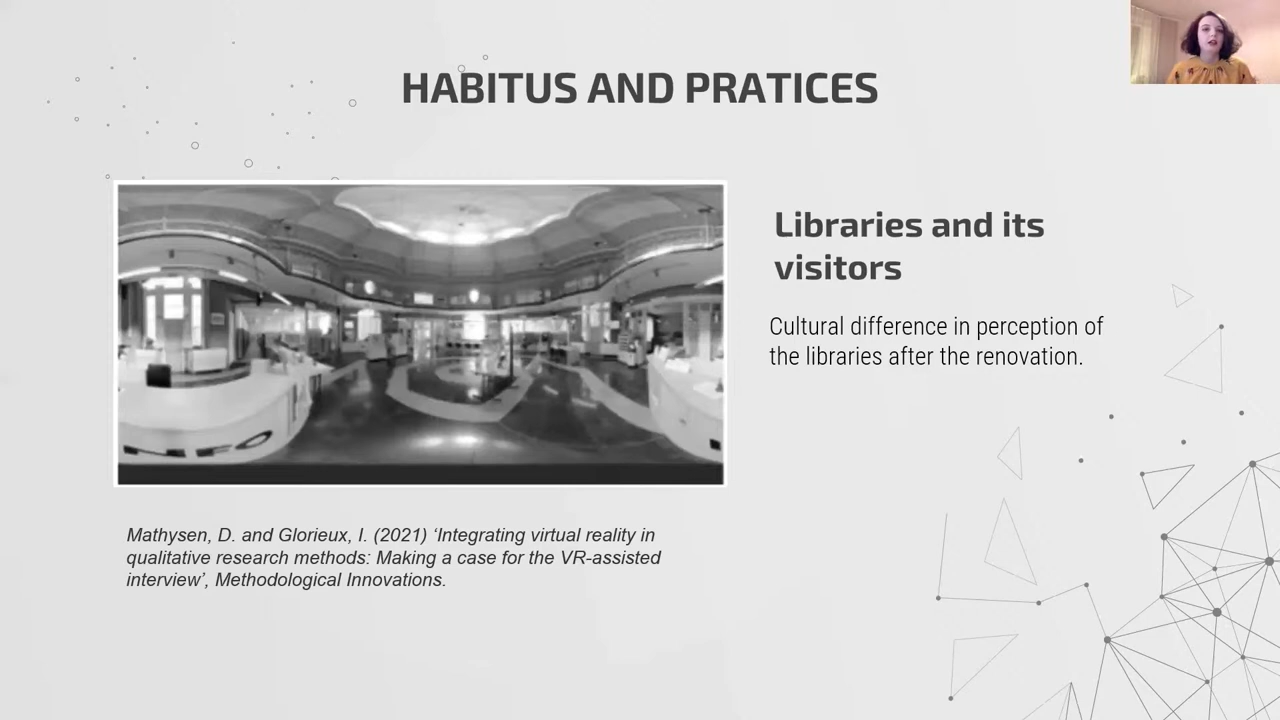 HABITUS AND PRATICES
Libraries and its
visitors
Cultural difference in perception of
the libraries after the renovation.
INFO
Mathysen, D. and Glorieux, I. (2021) ‘Integrating virtual reality in
qualitative research methods: Making a case for the VR-assisted
interview’, Methodological Innovations.